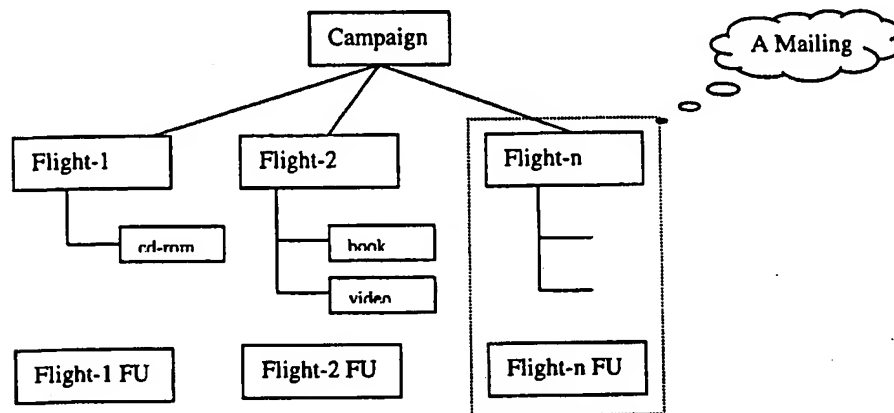 Campaign
A Mailing
Flight-1
Flight-2
Flight-n
cd-rom
book
video
Flight-1 FU
Flight-2 FU
Flight-n FU